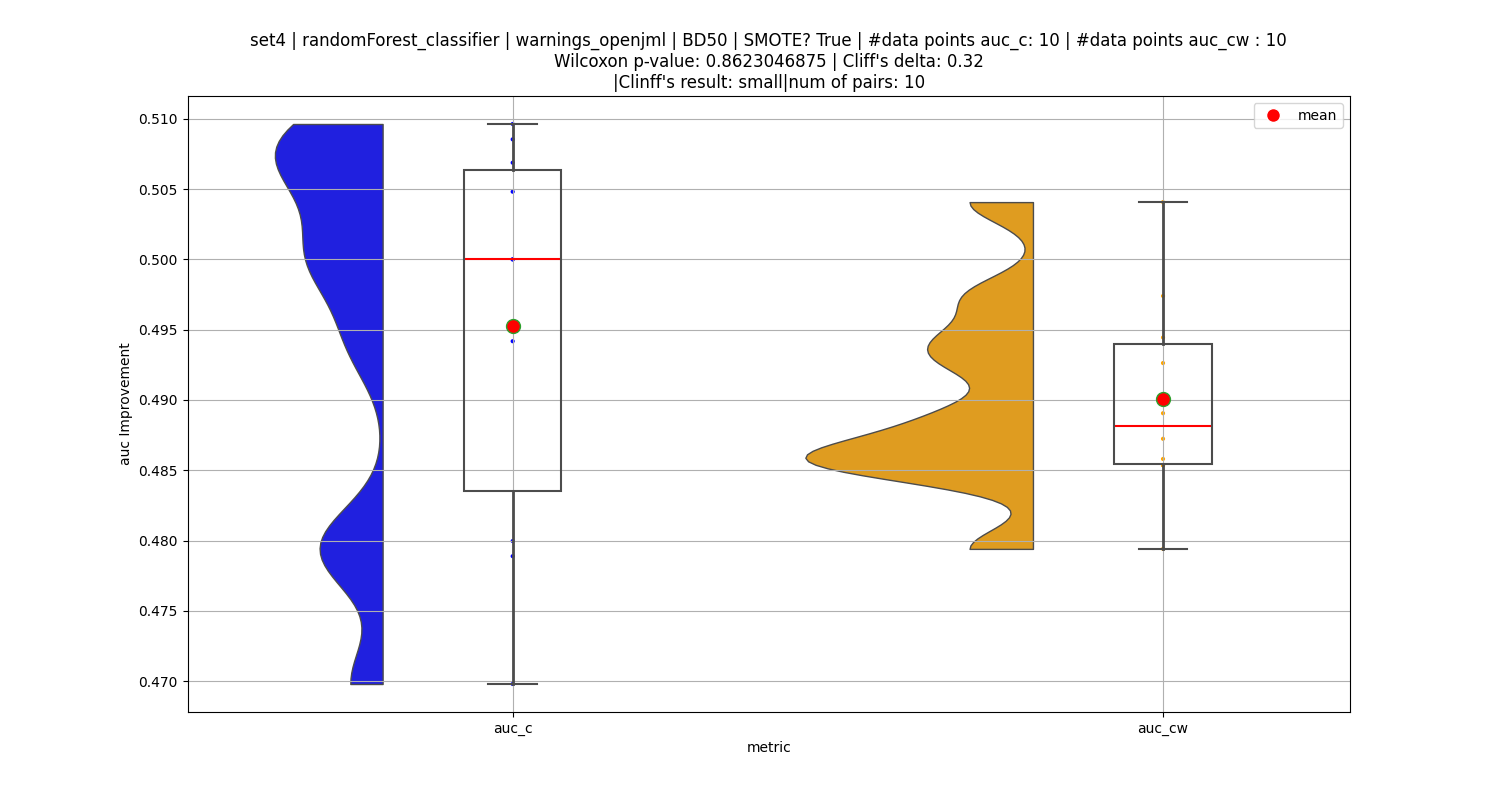 set4 | randomForest_classifier | warnings_openjml | BD50 | SMOTE? True | #data points auc_c: 10 | #data points auc_cw : 10
Wilcoxon p-value: 0.8623046875 | Cliff's delta: 0.32
|Clinff's result: small|num of pairs: 10
mean
0.510
0.505
0.500
0.495
0.490
0.485
0.480
0.475
0.470
auc Improvement
auc_c
auc_cw
metric